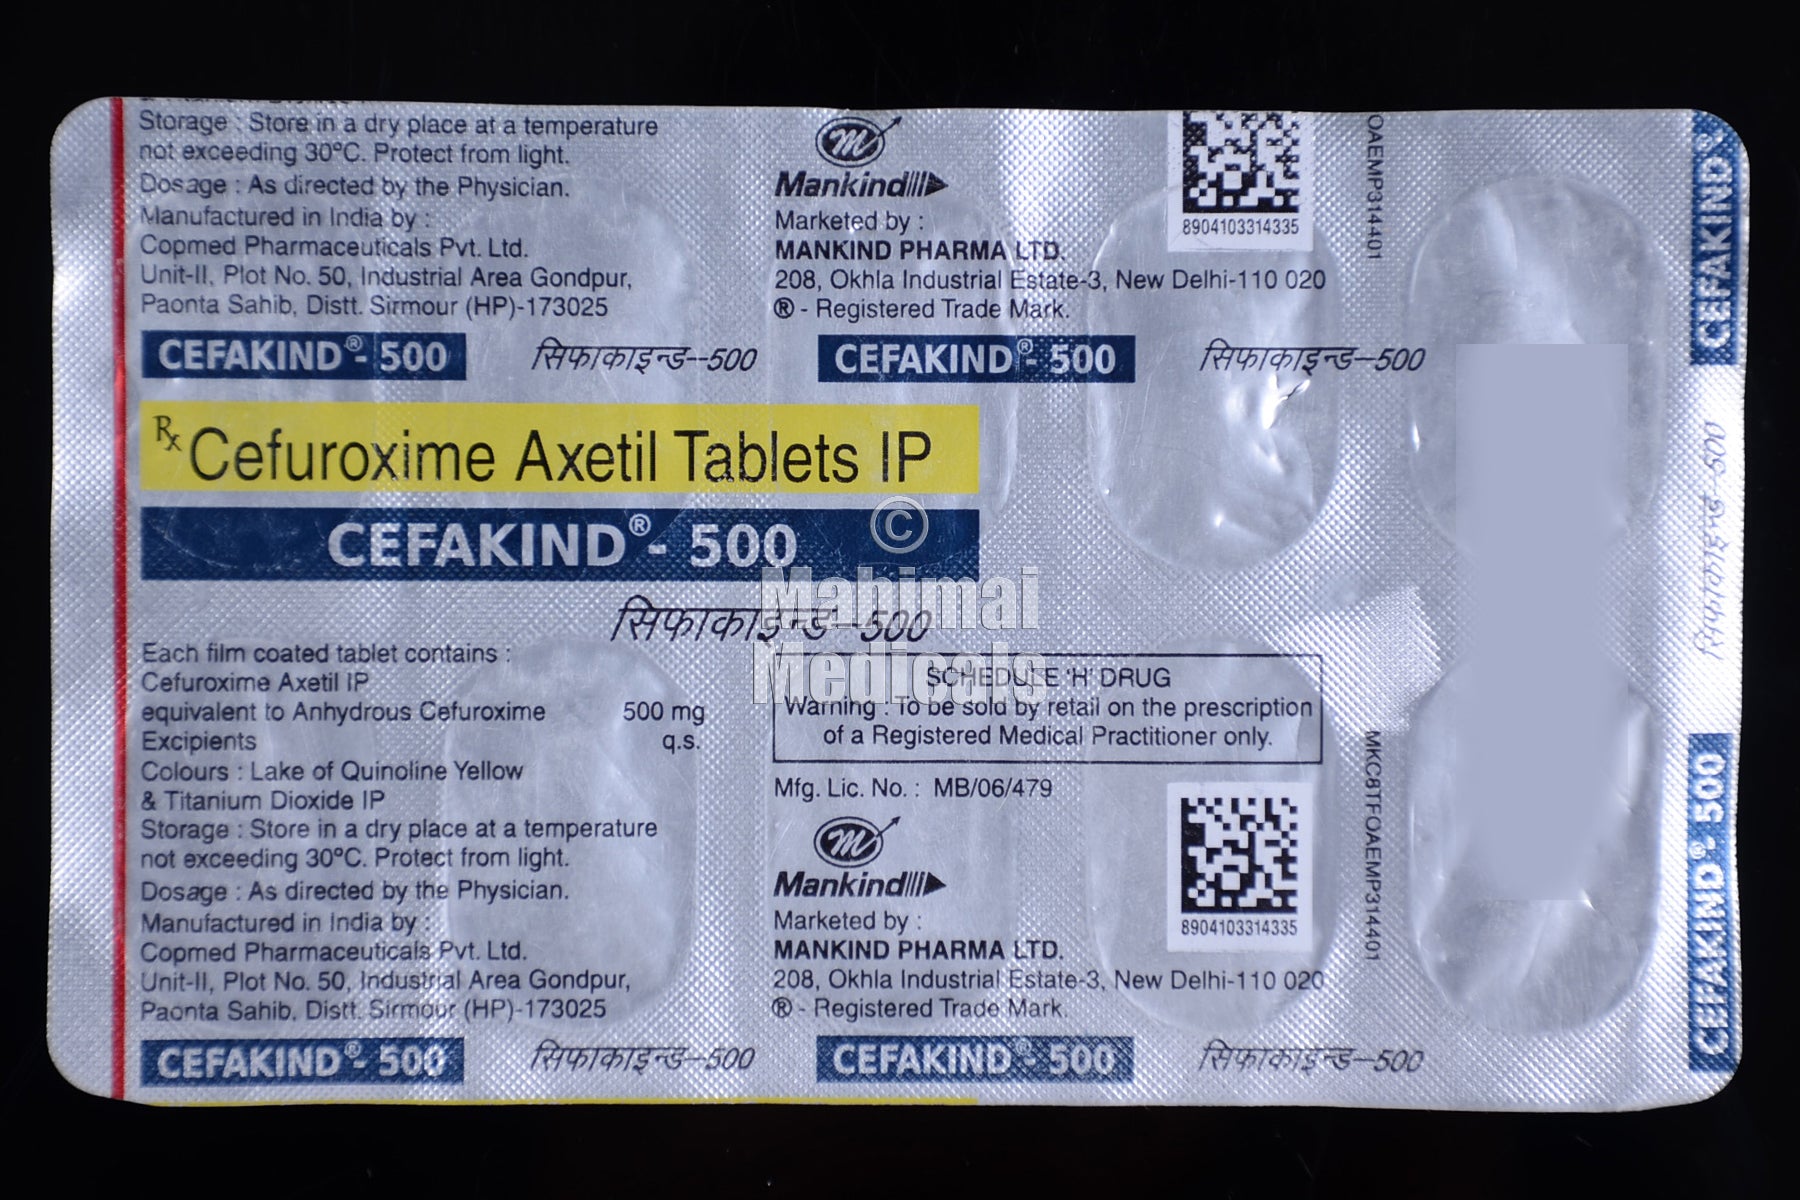 Storage : Store in a dry place at a temperature
not exceeding 30°C. Protect from light.
Dosage : As directed by the Physician.
Manufactured in India by :
Copmed Pharmaceuticals Pvt. Ltd.
Unit-II, Plot No. 50, Industrial Area Gondpur,
Paonta Sahib, Distt. Sirmour (HP)-173025
Mankind
Marketed by :
MANKIND PHARMA LTD.
208, Okhla Industrial Estate-3, New Delhi-110 020
® - Registered Trade Mark.
8904103314335
OAEMP314401
CEFAKIND®
CEFAKIND®- 500
सिफाकाइन्ड–500
CEFAKIND®- 500
सिफाकाइन्ड–500
Rx Cefuroxime Axetil Tablets IP
CEFAKIND®- 500
सिफाकाइन्ड–500
सिफाकाइन्ड–500
©
Mahimai
Medicals
Each film coated tablet contains :
Cefuroxime Axetil IP
equivalent to Anhydrous Cefuroxime 500 mg
Excipients q.s.
Colours : Lake of Quinoline Yellow
& Titanium Dioxide IP
Storage : Store in a dry place at a temperature
not exceeding 30°C. Protect from light.
Dosage : As directed by the Physician.
Manufactured in India by :
Copmed Pharmaceuticals Pvt. Ltd.
Unit-II, Plot No. 50, Industrial Area Gondpur,
Paonta Sahib, Distt. Sirmour (HP)-173025
SCHEDULE 'H' DRUG
Warning : To be sold by retail on the prescription
of a Registered Medical Practitioner only.
Mfg. Lic. No. : MB/06/479
Mankind
Marketed by :
MANKIND PHARMA LTD.
208, Okhla Industrial Estate-3, New Delhi-110 020
® - Registered Trade Mark.
8904103314335
MKC8TFOAEMP314401
CEFAKIND®- 500
CEFAKIND®- 500
सिफाकाइन्ड–500
CEFAKIND®- 500
सिफाकाइन्ड–500